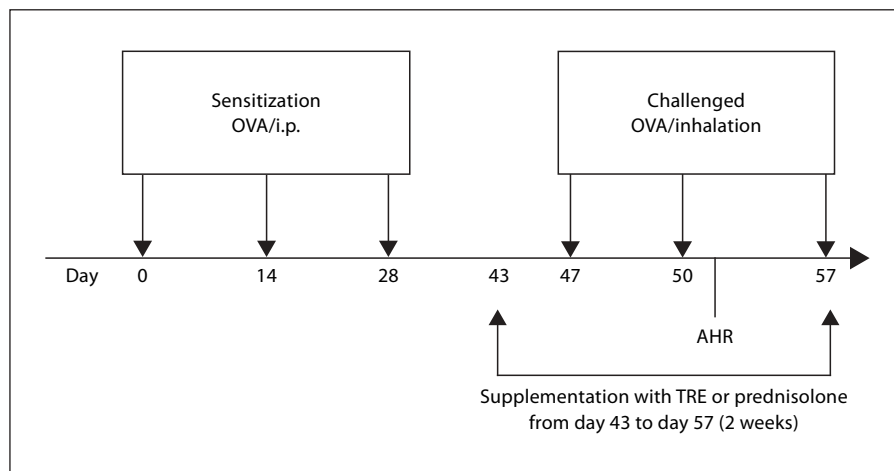 Sensitization
OVA/i.p.
Challenged
OVA/inhalation
Day 0 14 28 43 47 50 57
AHR
Supplementation with TRE or prednisolone
from day 43 to day 57 (2 weeks)